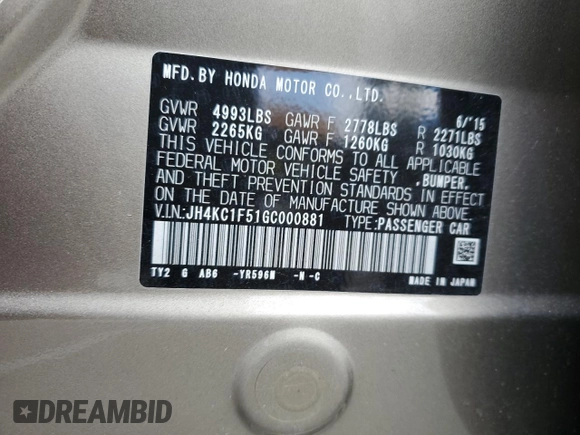 MFD. BY HONDA MOTOR CO.,LTD.
6/'15
GVWR 4993LBS GAWR F 2778LBS R 2271LBS
GVWR 2265KG GAWR F 1260KG R 1030KG
THIS VEHICLE CONFORMS TO ALL APPLICABLE
FEDERAL MOTOR VEHICLE SAFETY ,BUMPER,
AND THEFT PREVENTION STANDARDS IN EFFECT
ON THE DATE OF MANUFACTURE SHOWN ABOVE.
V.I.N.:JH4KC1F51GC000881 TYPE:PASSENGER CAR
TY2 G AB6 -YR596M -N -C
MADE IN JAPAN
DREAMBID